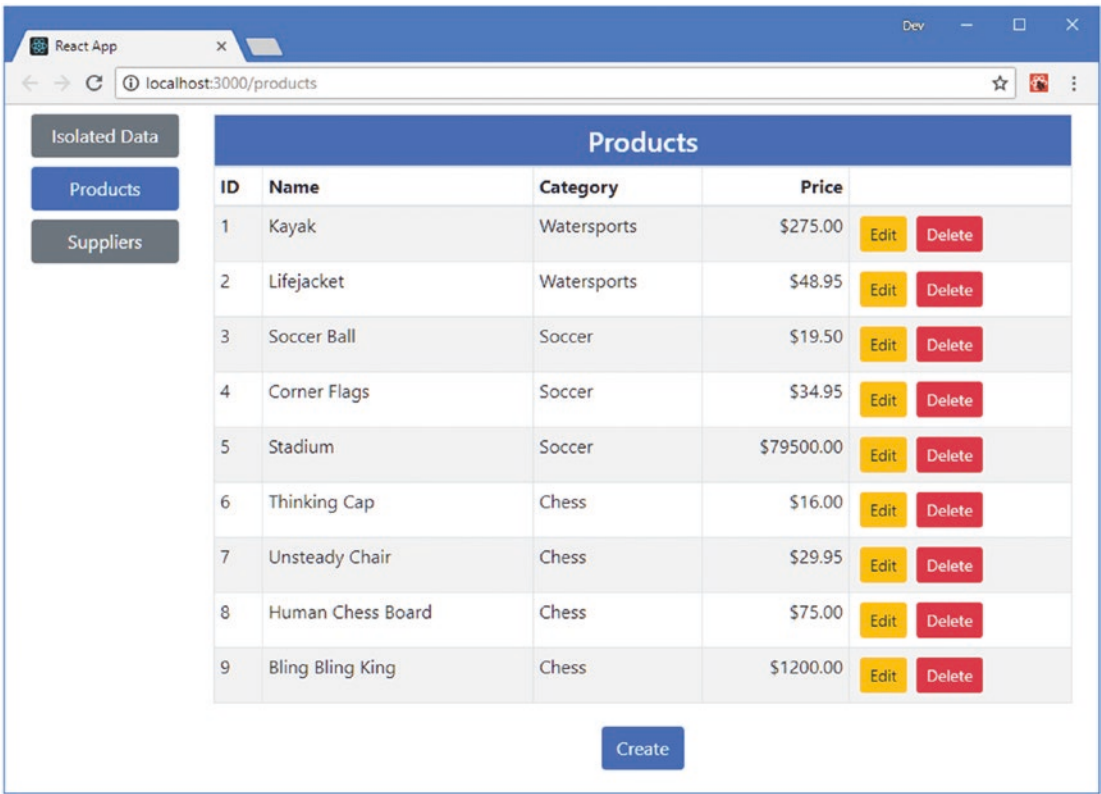 Dev
React App
localhost:3000/products
Isolated Data
Products
Suppliers
Products
ID Name Category Price
1 Kayak Watersports $275.00 Edit Delete
2 Lifejacket Watersports $48.95 Edit Delete
3 Soccer Ball Soccer $19.50 Edit Delete
4 Corner Flags Soccer $34.95 Edit Delete
5 Stadium Soccer $79500.00 Edit Delete
6 Thinking Cap Chess $16.00 Edit Delete
7 Unsteady Chair Chess $29.95 Edit Delete
8 Human Chess Board Chess $75.00 Edit Delete
9 Bling Bling King Chess $1200.00 Edit Delete
Create